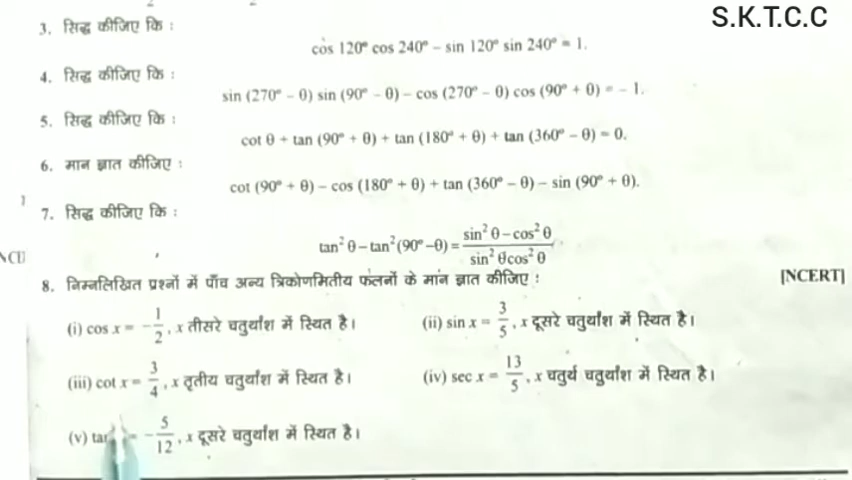 S.K.T.C.C
3. सिद्ध कीजिए कि :
cos 120° cos 240° – sin 120° sin 240° = 1.
4. सिद्ध कीजिए कि :
sin (270° – θ) sin (90° – θ) – cos (270° – θ) cos (90° + θ) = – 1.
5. सिद्ध कीजिए कि :
cot θ + tan (90° + θ) + tan (180° + θ) + tan (360° – θ) = 0.
6. मान ज्ञात कीजिए :
cot (90° + θ) – cos (180° + θ) + tan (360° – θ) – sin (90° + θ).
7. सिद्ध कीजिए कि :
tan² θ – tan² (90° – θ) = (sin² θ – cos² θ) / (sin² θ cos² θ)
8. निम्नलिखित प्रश्नों में पाँच अन्य त्रिकोणमितीय फलनों के मान ज्ञात कीजिए : [NCERT]
(i) cos x = – 1/2 , x तीसरे चतुर्थांश में स्थित है। (ii) sin x = 3/5 , x दूसरे चतुर्थांश में स्थित है।
(iii) cot x = 3/4 , x तृतीय चतुर्थांश में स्थित है। (iv) sec x = 13/5 , x चतुर्थ चतुर्थांश में स्थित है।
(v) = – 5/12 , x दूसरे चतुर्थांश में स्थित है।